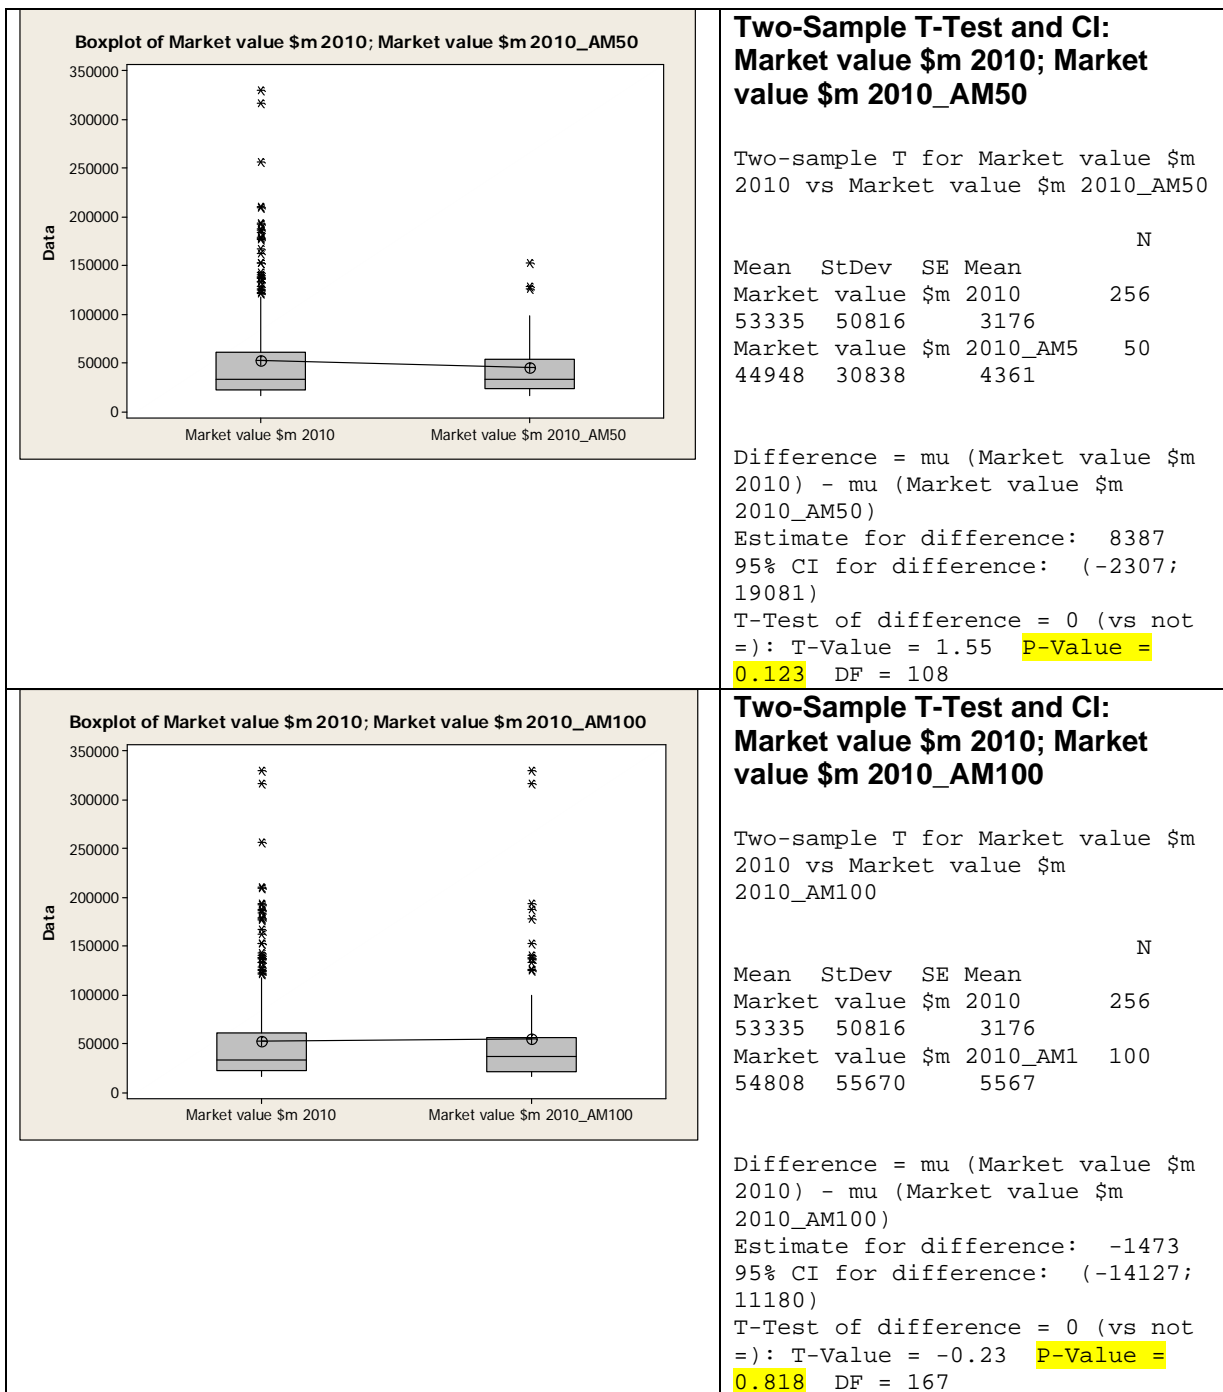 Boxplot of Market value $m 2010; Market value $m 2010_AM50
350000
300000
250000
200000
150000
100000
50000
0
Data
Market value $m 2010
Market value $m 2010_AM50
Two-Sample T-Test and CI:
Market value $m 2010; Market
value $m 2010_AM50
Two-sample T for Market value $m
2010 vs Market value $m 2010_AM50
N
Mean StDev SE Mean
Market value $m 2010 256
53335 50816 3176
Market value $m 2010_AM5 50
44948 30838 4361
Difference = mu (Market value $m
2010) - mu (Market value $m
2010_AM50)
Estimate for difference: 8387
95% CI for difference: (-2307;
19081)
T-Test of difference = 0 (vs not
=): T-Value = 1.55 P-Value =
0.123 DF = 108
Boxplot of Market value $m 2010; Market value $m 2010_AM100
350000
300000
250000
200000
150000
100000
50000
0
Data
Market value $m 2010
Market value $m 2010_AM100
Two-Sample T-Test and CI:
Market value $m 2010; Market
value $m 2010_AM100
Two-sample T for Market value $m
2010 vs Market value $m
2010_AM100
N
Mean StDev SE Mean
Market value $m 2010 256
53335 50816 3176
Market value $m 2010_AM1 100
54808 55670 5567
Difference = mu (Market value $m
2010) - mu (Market value $m
2010_AM100)
Estimate for difference: -1473
95% CI for difference: (-14127;
11180)
T-Test of difference = 0 (vs not
=): T-Value = -0.23 P-Value =
0.818 DF = 167